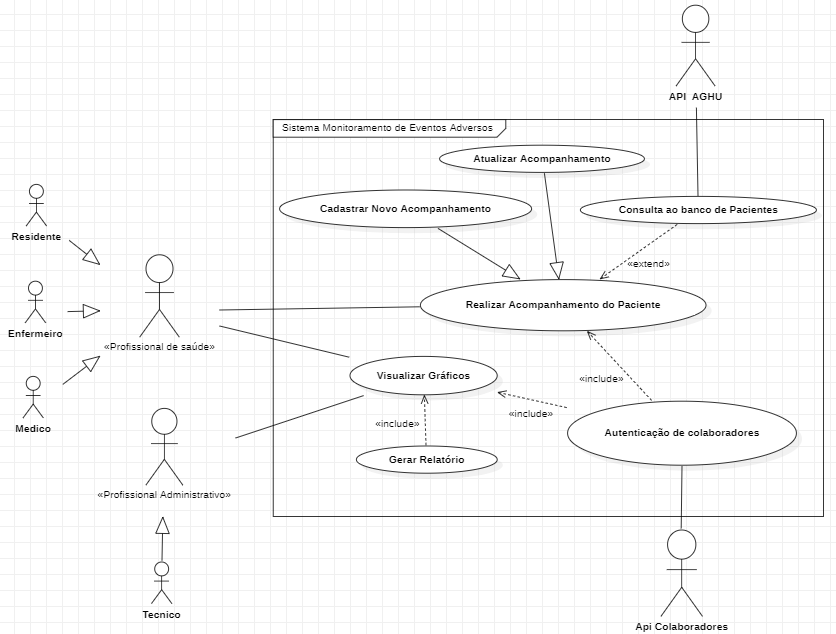 API  AGHU
Sistema Monitoramento de Eventos Adversos
Atualizar Acompanhamento
Cadastrar Novo Acompanhamento
Consulta ao banco de Pacientes
Residente
«extend»
Realizar Acompanhamento do Paciente
Enfermeiro
«Profissional de saúde»
Visualizar Gráficos
«include»
«include»
Medico
«include»
Autenticação de colaboradores
Gerar Relatório
«Profissional Administrativo»
Tecnico
Api Colaboradores